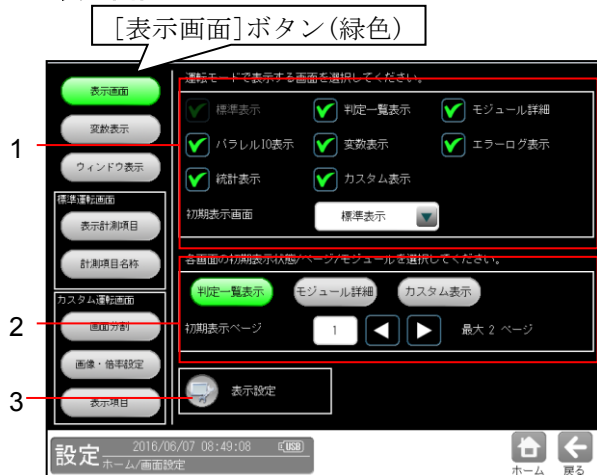 [表示画面]ボタン(緑色)
表示画面
変数表示
ウィンドウ表示
標準運転画面
表示計測項目
計測項目名称
カスタム運転画面
画面分割
画像・倍率設定
表示項目
1
運転モードで表示する画面を選択してください。
標準表示 判定一覧表示 モジュール詳細
パラレルIO表示 変数表示 エラーログ表示
統計表示 カスタム表示
初期表示画面 標準表示
2
各画面の初期表示状態/ページ/モジュールを選択してください。
判定一覧表示 モジュール詳細 カスタム表示
初期表示ページ 1 最大 2 ページ
3
表示設定
設定 2016/06/07 08:49:08 USB
ホーム/画面設定
ホーム 戻る